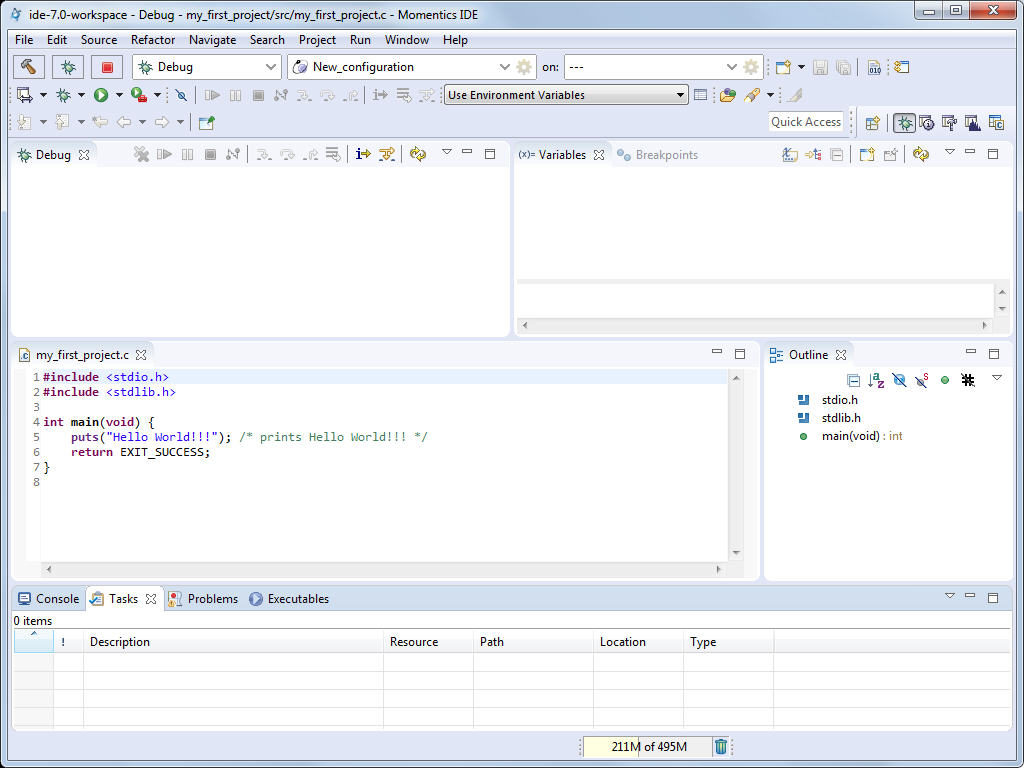 ide-7.0-workspace - Debug - my_first_project/src/my_first_project.c - Momentics IDE
File Edit Source Refactor Navigate Search Project Run Window Help
Debug New_configuration on: ---
010 Use Environment Variables
Quick Access
Debug
(x)= Variables Breakpoints
my_first_project.c
1 #include <stdio.h>
2 #include <stdlib.h>
3
4 int main(void) {
5 puts("Hello World!!!"); /* prints Hello World!!! */
6 return EXIT_SUCCESS;
7 }
8
Outline
stdio.h
stdlib.h
main(void) : int
Console Tasks Problems Executables
0 items
! Description Resource Path Location Type
211M of 495M